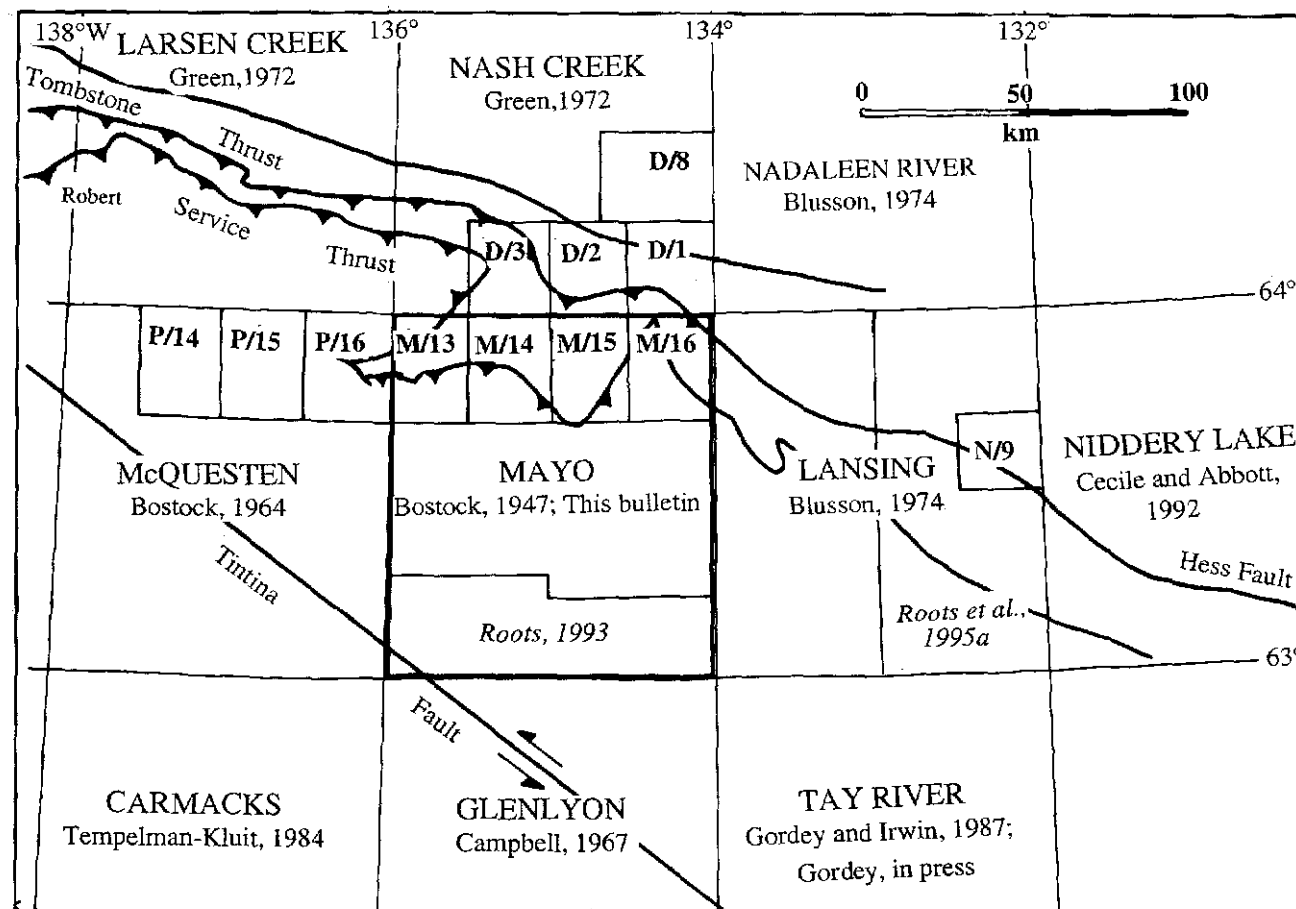 138°W
136°
134°
132°
LARSEN CREEK
Green,1972
NASH CREEK
Green,1972
0 50 100
km
Tombstone
Thrust
D/8
NADALEEN RIVER
Blusson, 1974
Robert
Service
Thrust
D/3
D/2
D/1
64°
P/14
P/15
P/16
M/13
M/14
M/15
M/16
N/9
McQUESTEN
Bostock, 1964
MAYO
Bostock, 1947; This bulletin
LANSING
Blusson, 1974
NIDDERY LAKE
Cecile and Abbott,
1992
Tintina
Hess Fault
Roots, 1993
Roots et al.,
1995a
63°
Fault
CARMACKS
Tempelman-Kluit, 1984
GLENLYON
Campbell, 1967
TAY RIVER
Gordey and Irwin, 1987;
Gordey, in press